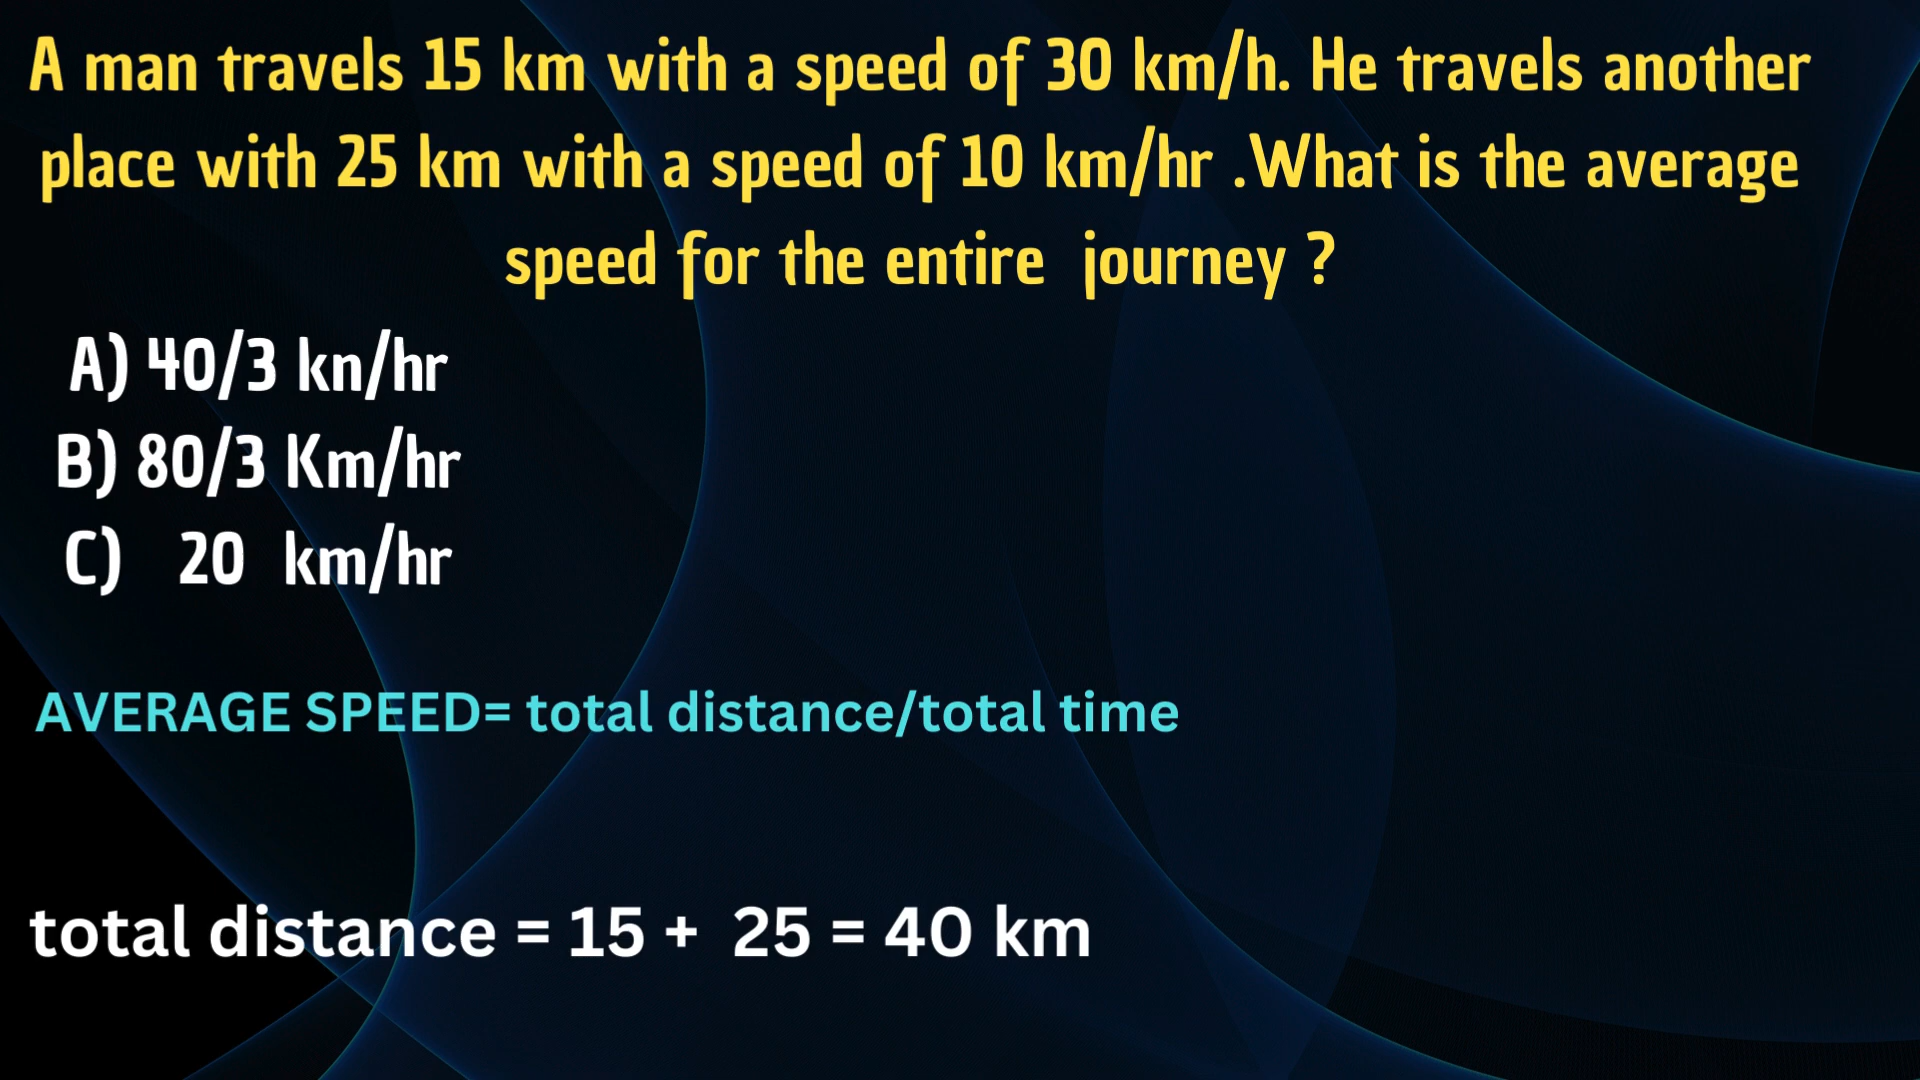 A man travels 15 km with a speed of 30 km/h. He travels another
place with 25 km with a speed of 10 km/hr .What is the average
speed for the entire journey ?
A) 40/3 kn/hr
B) 80/3 Km/hr
C) 20 km/hr
AVERAGE SPEED= total distance/total time
total distance = 15 + 25 = 40 km